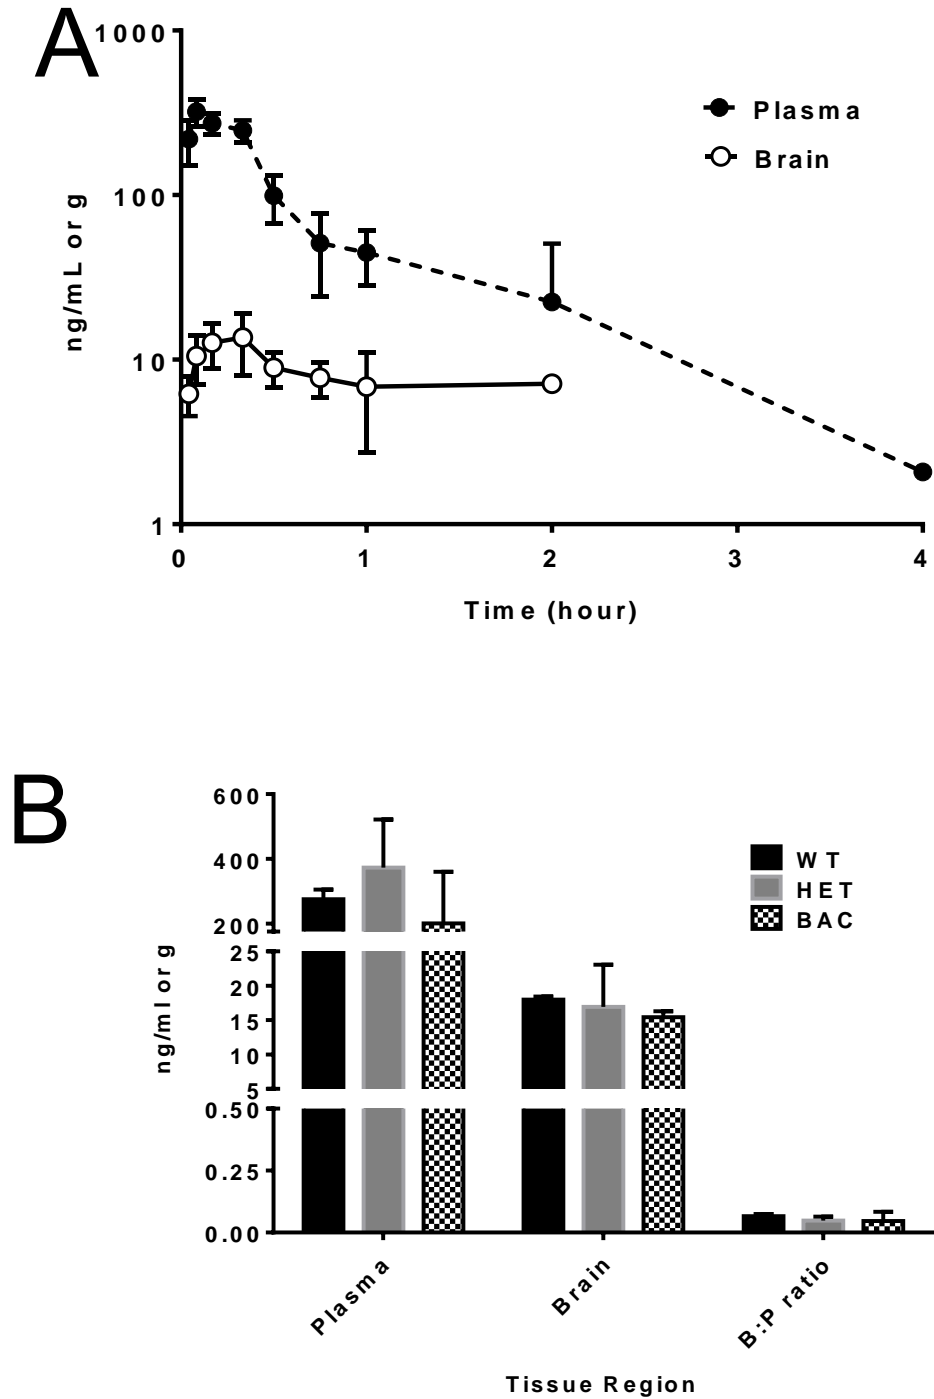 A
1000
100
10
1
ng/mL or g
Plasma
Brain
0 1 2 3 4
Time (hour)
B
600
400
200
25
20
15
10
5
0.50
0.25
0.00
ng/ml or g
WT
HET
BAC
Plasma Brain B:P ratio
Tissue Region